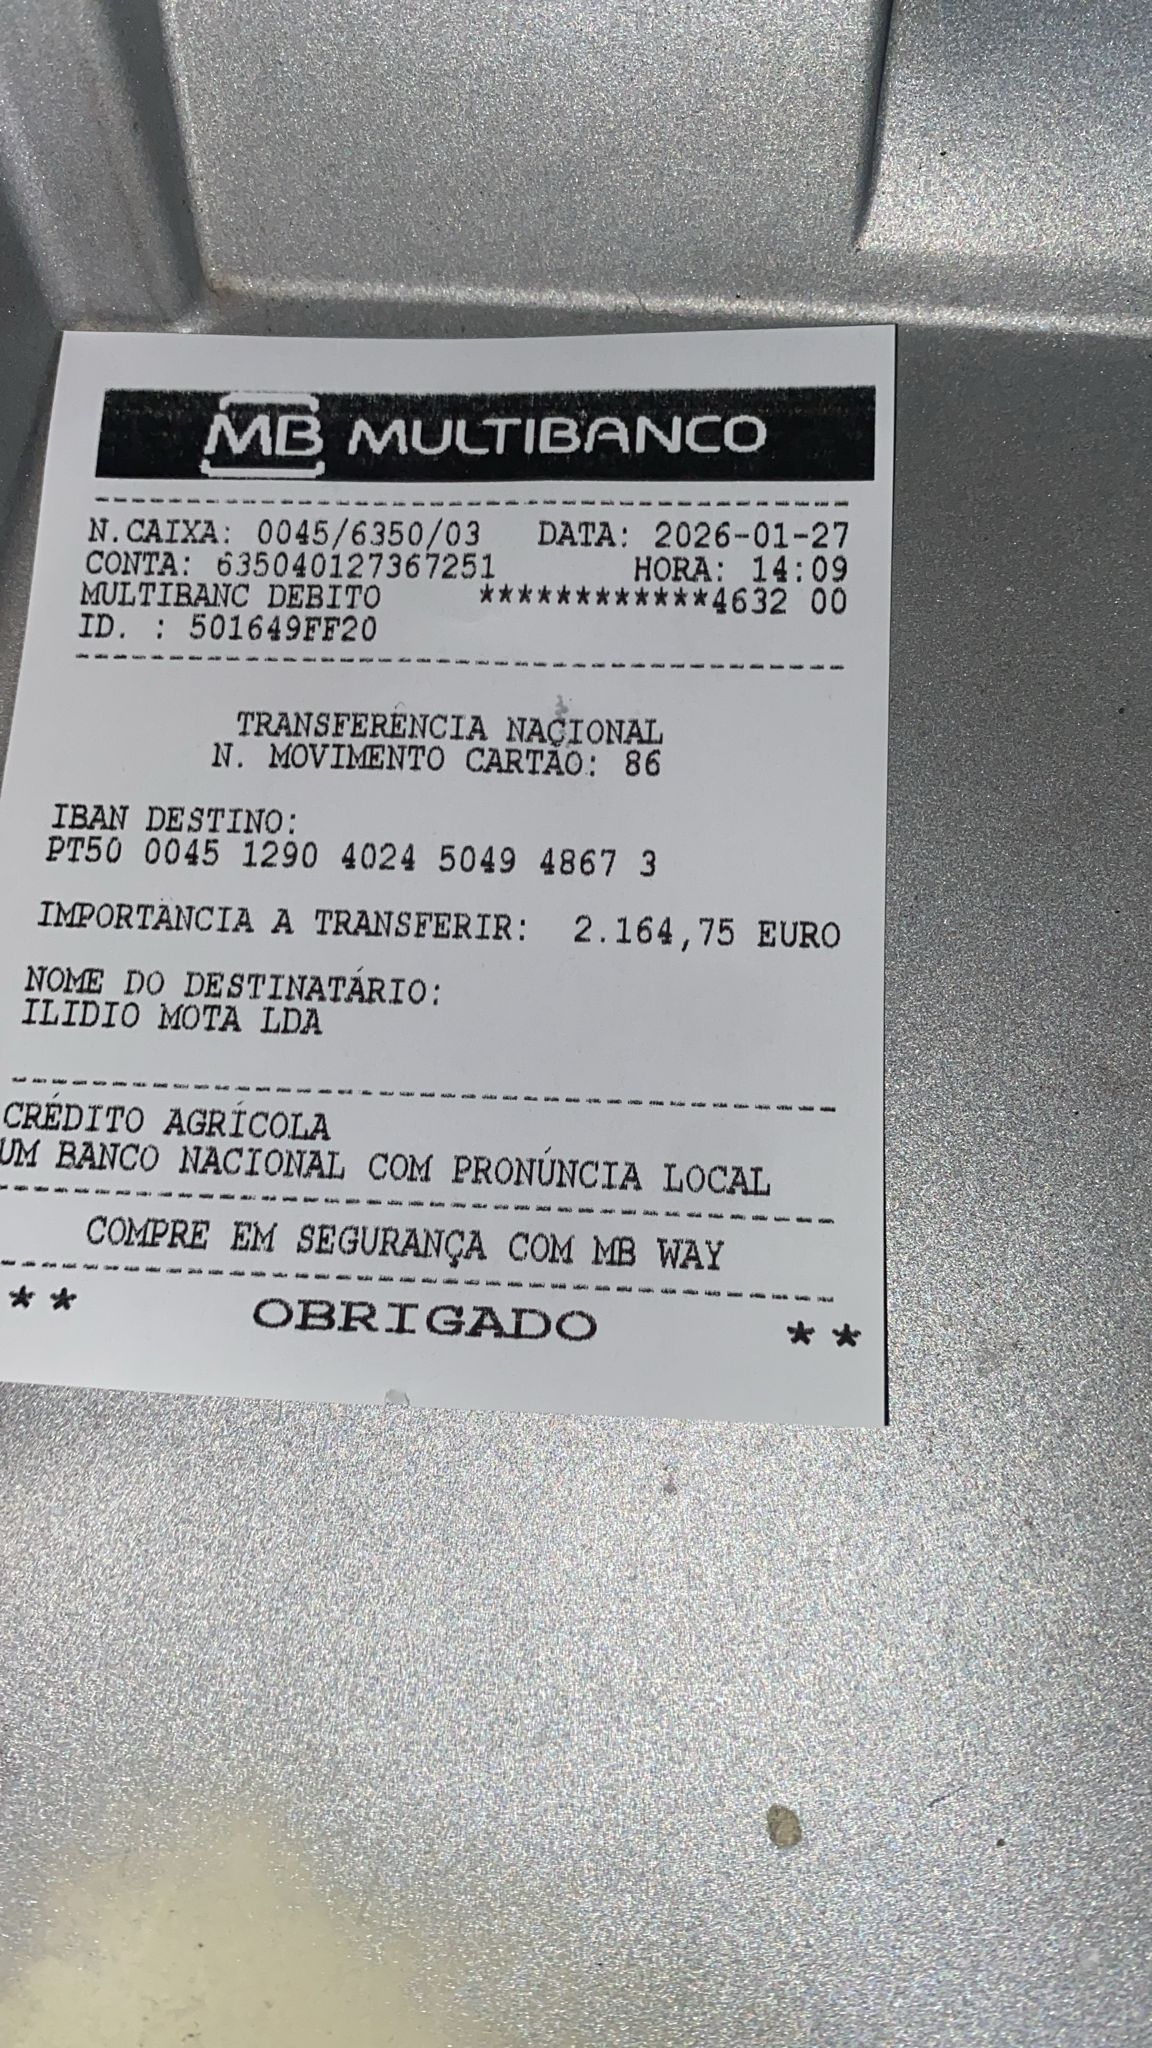 MB MULTIBANCO
N.CAIXA: 0045/6350/03 DATA: 2026-01-27
CONTA: 635040127367251 HORA: 14:09
MULTIBANC DEBITO ************4632 00
ID. : 501649FF20
TRANSFERÊNCIA NACIONAL
N. MOVIMENTO CARTÃO: 86
IBAN DESTINO:
PT50 0045 1290 4024 5049 4867 3
IMPORTÂNCIA A TRANSFERIR: 2.164,75 EURO
NOME DO DESTINATÁRIO:
ILIDIO MOTA LDA
CRÉDITO AGRÍCOLA
UM BANCO NACIONAL COM PRONÚNCIA LOCAL
COMPRE EM SEGURANÇA COM MB WAY
** OBRIGADO **